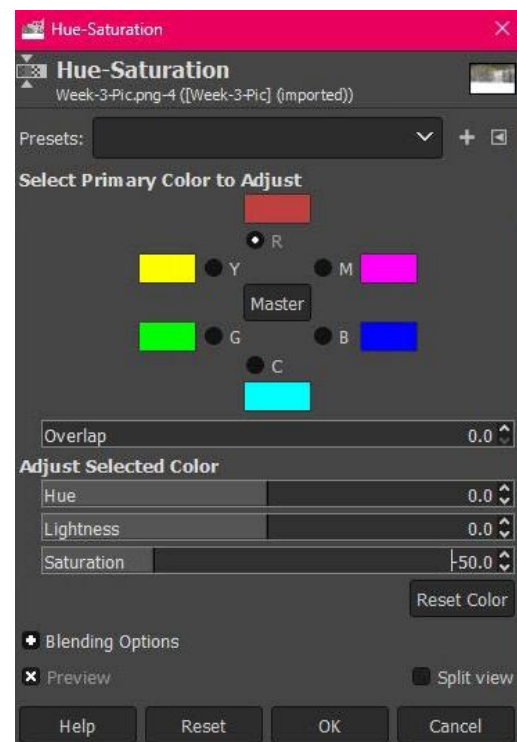 Hue-Saturation
Hue-Saturation
Week-3-Pic.png-4 ([Week-3-Pic] (imported))
Presets:
Select Primary Color to Adjust
R
Y M
Master
G B
C
Overlap 0.0
Adjust Selected Color
Hue 0.0
Lightness 0.0
Saturation -50.0
Reset Color
Blending Options
Preview Split view
Help Reset OK Cancel